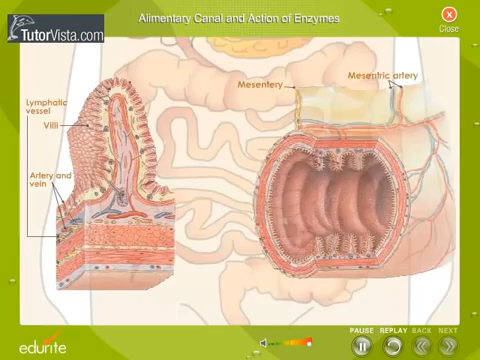 Alimentary Canal and Action of Enzymes
Close
TutorVista.com
Mesentric artery
Mesentery
Lymphatic
vessel
Villi
Artery and
vein
PAUSE REPLAY BACK NEXT
edurite